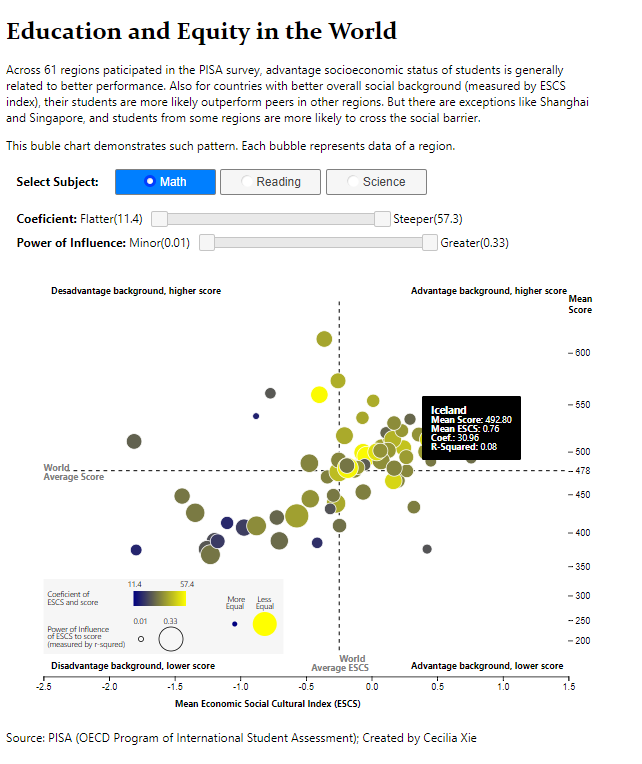 Education and Equity in the World
Across 61 regions paticipated in the PISA survey, advantage socioeconomic status of students is generally
related to better performance. Also for countries with better overall social background (measured by ESCS
index), their students are more likely outperform peers in other regions. But there are exceptions like Shanghai
and Singapore, and students from some regions are more likely to cross the social barrier.
This buble chart demonstrates such pattern. Each bubble represents data of a region.
Select Subject: Math Reading Science
Coeficient: Flatter(11.4) Steeper(57.3)
Power of Influence: Minor(0.01) Greater(0.33)
Desadvantage background, higher score
Advantage background, higher score
Mean
Score
600
550
500
478
450
400
350
300
250
200
Iceland
Mean Score: 492.80
Mean ESCS: 0.76
Coef.: 30.96
R-Squared: 0.08
World
Average Score
11.4 57.4
Coeficient of
ESCS and score
More
Equal
Less
Equal
0.01 0.33
Power of Influence
of ESCS to score
(measured by r-squred)
World
Average ESCS
Disadvantage background, lower score
Advantage background, lower score
-2.5 -2.0 -1.5 -1.0 -0.5 0.0 0.5 1.0 1.5
Mean Economic Social Cultural Index (ESCS)
Source: PISA (OECD Program of International Student Assessment); Created by Cecilia Xie